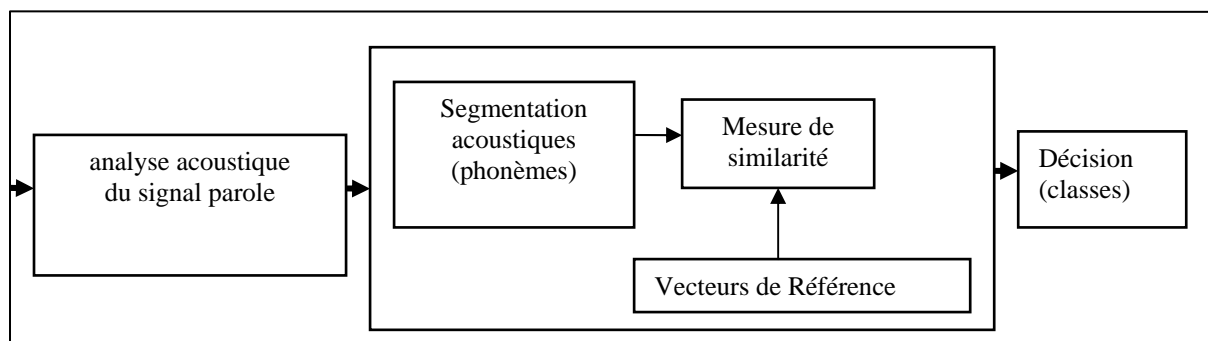 analyse acoustique
du signal parole
Segmentation
acoustiques
(phonèmes)
Mesure de
similarité
Vecteurs de Référence
Décision
(classes)